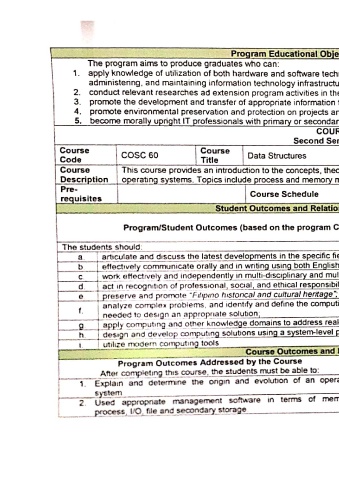 Program Educational Obje
The program aims to produce graduates who can:
1. apply knowledge of utilization of both hardware and software tech
administering, and maintaining information technology infrastructu
2. conduct relevant researches ad extension program activities in the
3. promote the development and transfer of appropriate information t
4. promote environmental preservation and protection on projects ar
5. become morally upright IT professionals with primary or secondar
COUR
Second Sen
Course Code COSC 60 Course Title Data Structures
Course Description This course provides an introduction to the concepts, theo
operating systems. Topics include process and memory m
Pre-requisites Course Schedule
Student Outcomes and Relatio
Program/Student Outcomes (based on the program C
The students should:
a. articulate and discuss the latest developments in the specific fie
b effectively communicate orally and in writing using both English
c work effectively and independently in multi-disciplinary and mul
d. act in recognition of professional, social, and ethical responsibili
e preserve and promote "Filipino historical and cultural heritage",
f. analyze complex problems, and identify and define the computi
needed to design an appropriate solution;
g apply computing and other knowledge domains to address real
h. design and develop computing solutions using a system-level p
i. utilize modern computing tools
Course Outcomes and
Program Outcomes Addressed by the Course
After completing this course, the students must be able to:
1. Explain and determine the origin and evolution of an opera
system
2. Used appropriate management software in terms of mem
process, I/O, file and secondary storage